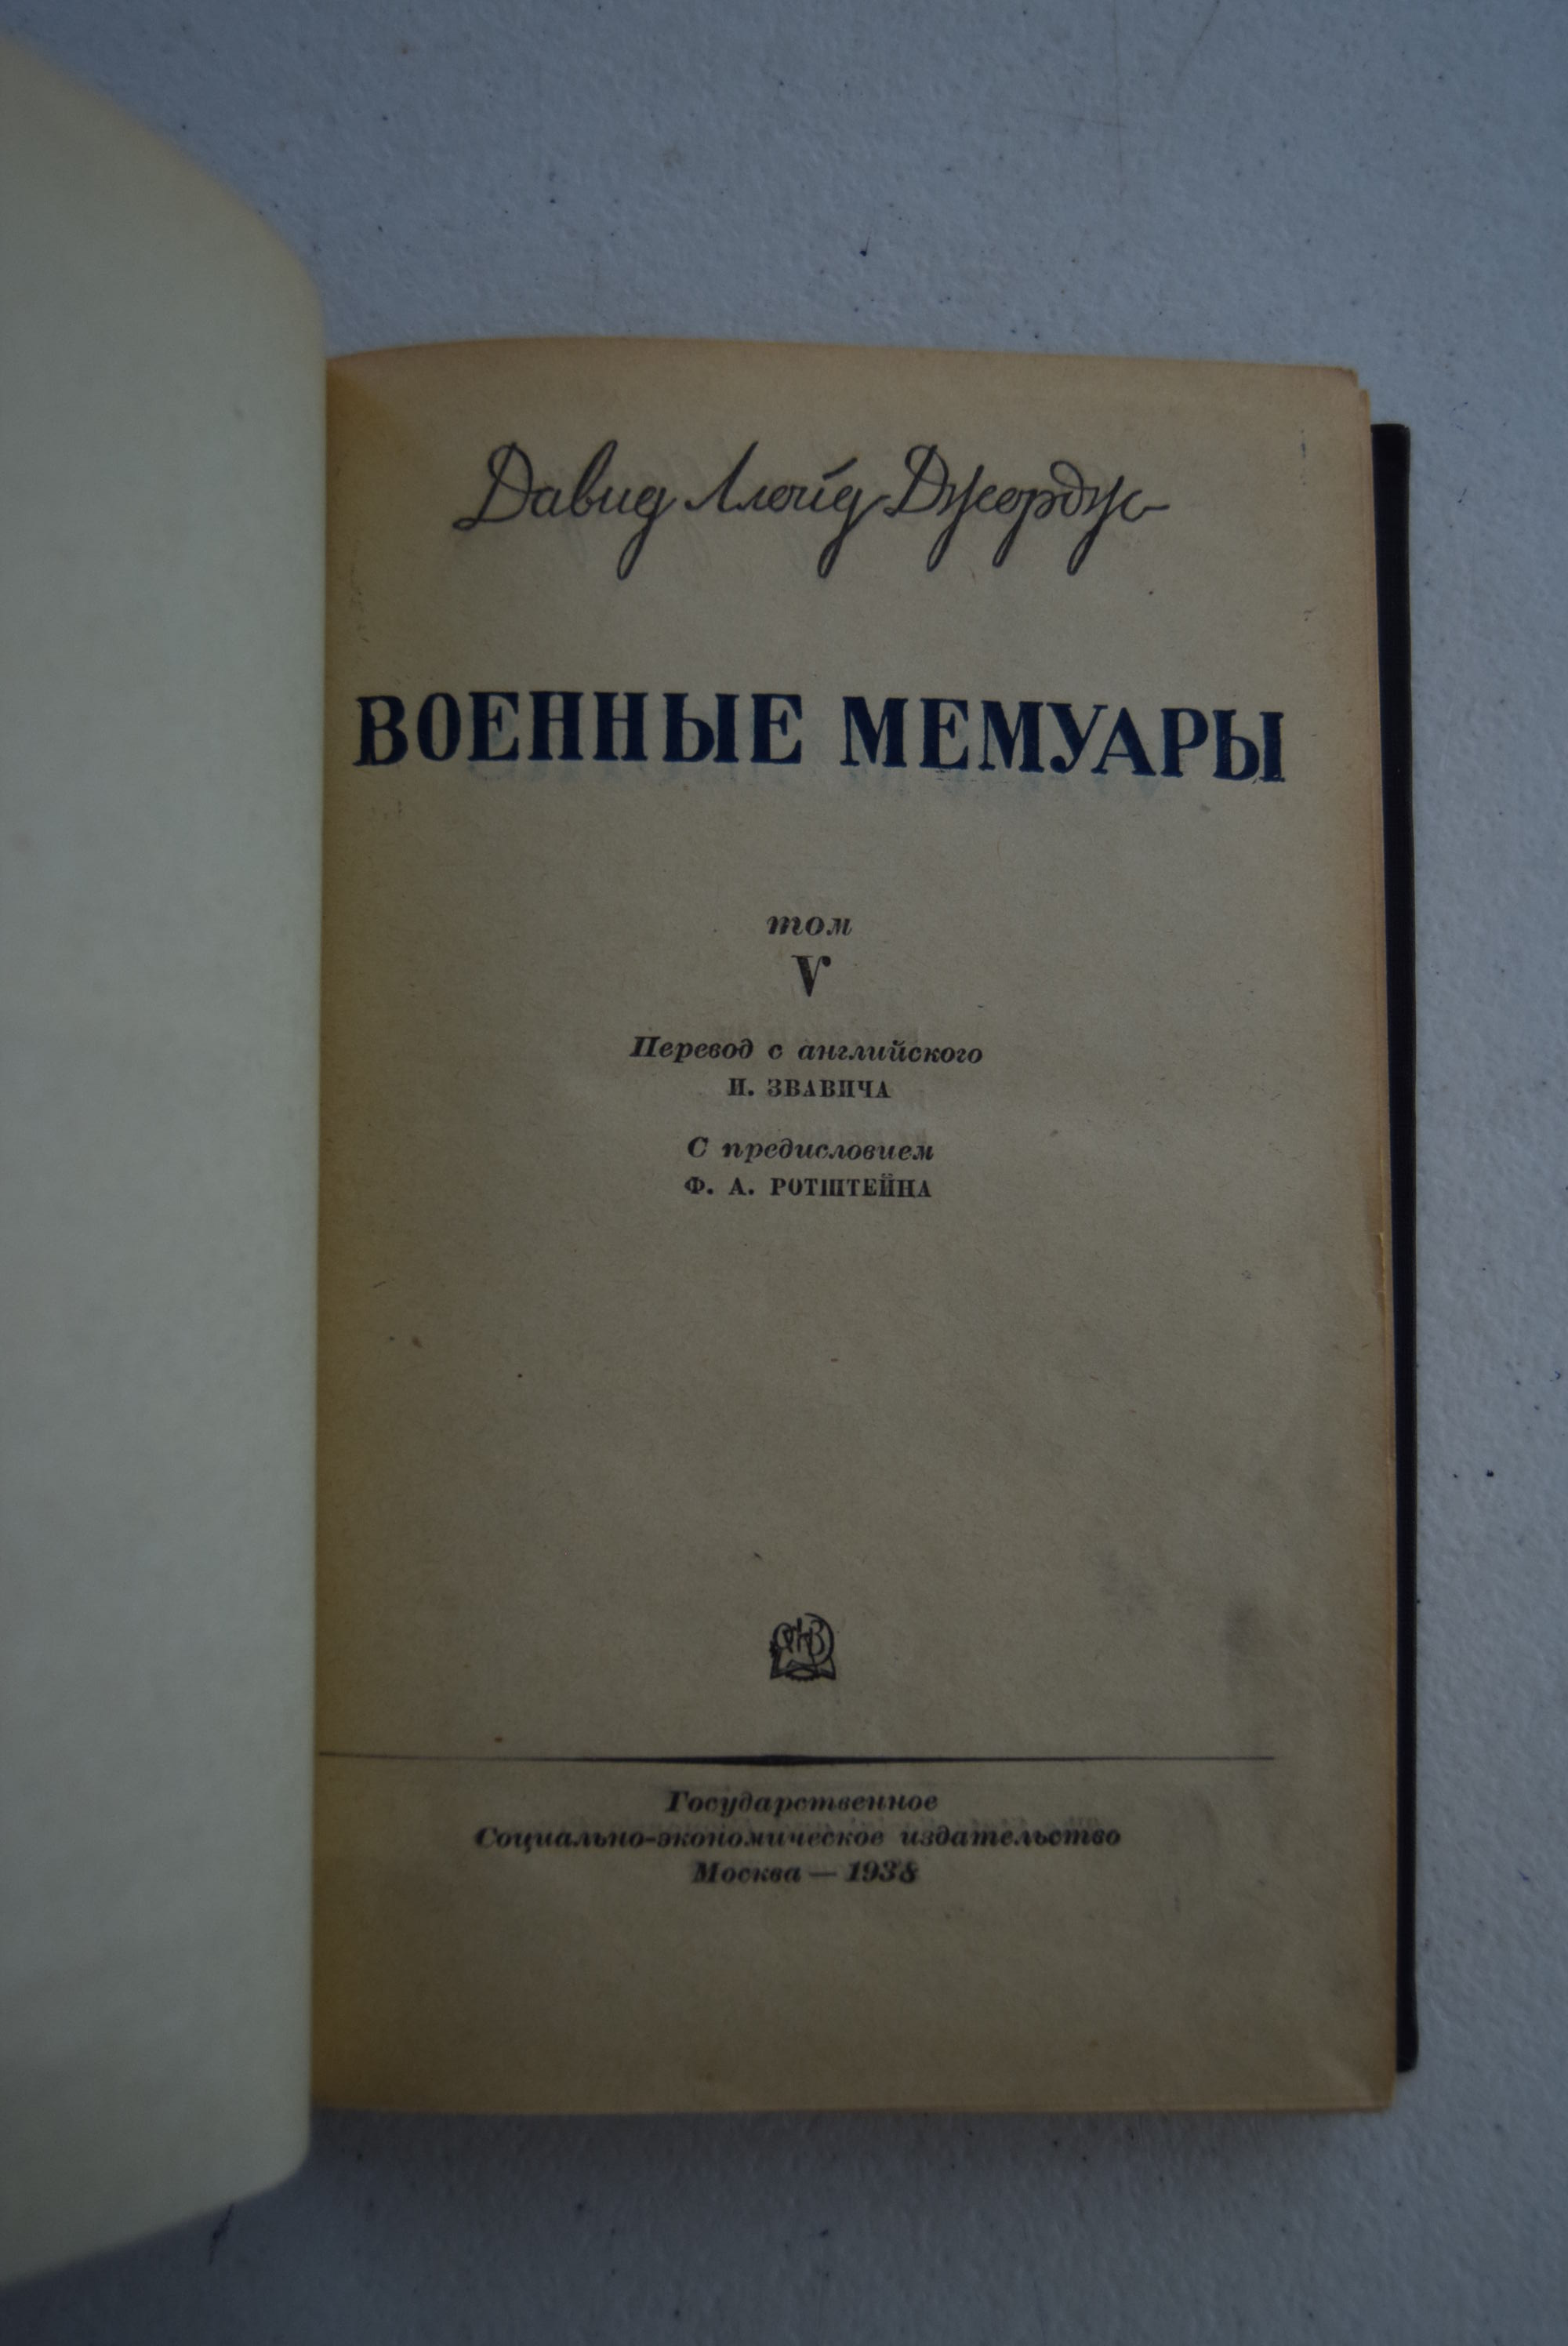 Давид Ллойд Джордж
ВОЕННЫЕ МЕМУАРЫ
том
V
Перевод с английского
И. ЗВАВИЧА
С предисловием
Ф. А. РОТШТЕЙНА
Государственное
Социально-экономическое издательство
Москва — 1938